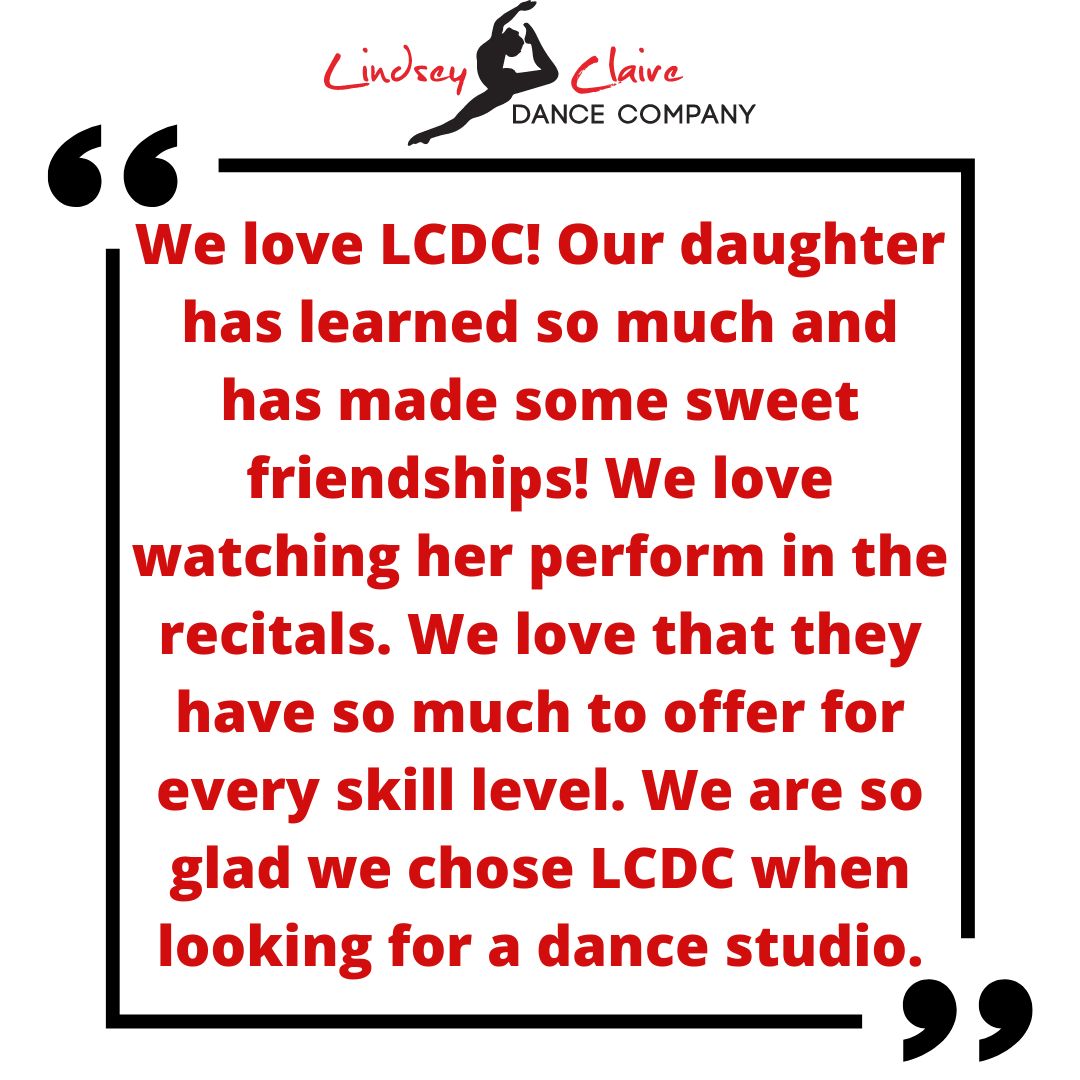 Lindsey Claire
DANCE COMPANY
“
We love LCDC! Our daughter
has learned so much and
has made some sweet
friendships! We love
watching her perform in the
recitals. We love that they
have so much to offer for
every skill level. We are so
glad we chose LCDC when
looking for a dance studio.
”